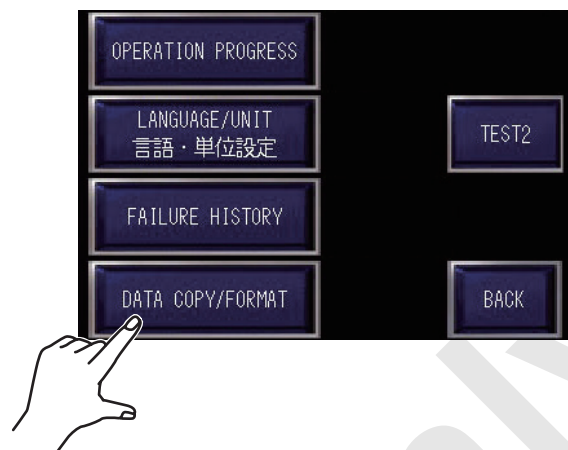 OPERATION PROGRESS
LANGUAGE/UNIT
言語・単位設定
TEST2
FAILURE HISTORY
DATA COPY/FORMAT
BACK